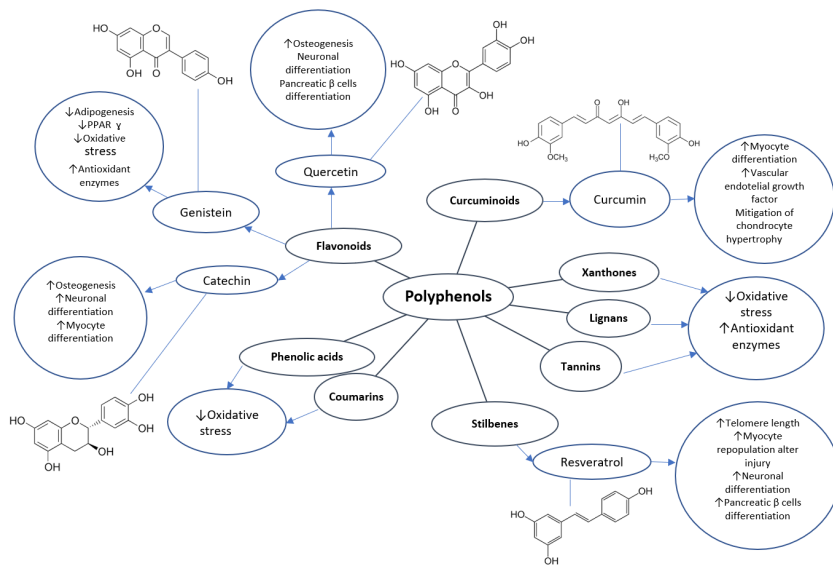 HO
O
OH
O
OH
↓Adipogenesis
↓PPAR ɣ
↓Oxidative
stress
↑Antioxidant
enzymes
Genistein
↑Osteogenesis
Neuronal
differentiation
Pancreatic β cells
differentiation
Quercetin
OH
OH
HO
O
OH
OH
O
O
OH
HO
OCH₃
H₃CO
OH
Curcuminoids
Curcumin
↑Myocyte
differentiation
↑Vascular
endotelial growth
factor
Mitigation of
chondrocyte
hypertrophy
Flavonoids
Catechin
↑Osteogenesis
↑Neuronal
differentiation
↑Myocyte
differentiation
OH
OH
HO
O
OH
OH
Polyphenols
Xanthones
Lignans
Tannins
↓Oxidative
stress
↑Antioxidant
enzymes
Phenolic acids
Coumarins
↓Oxidative
stress
Stilbenes
Resveratrol
↑Telomere length
↑Myocyte
repopulation alter
injury
↑Neuronal
differentiation
↑Pancreatic β cells
differentiation
OH
HO
OH